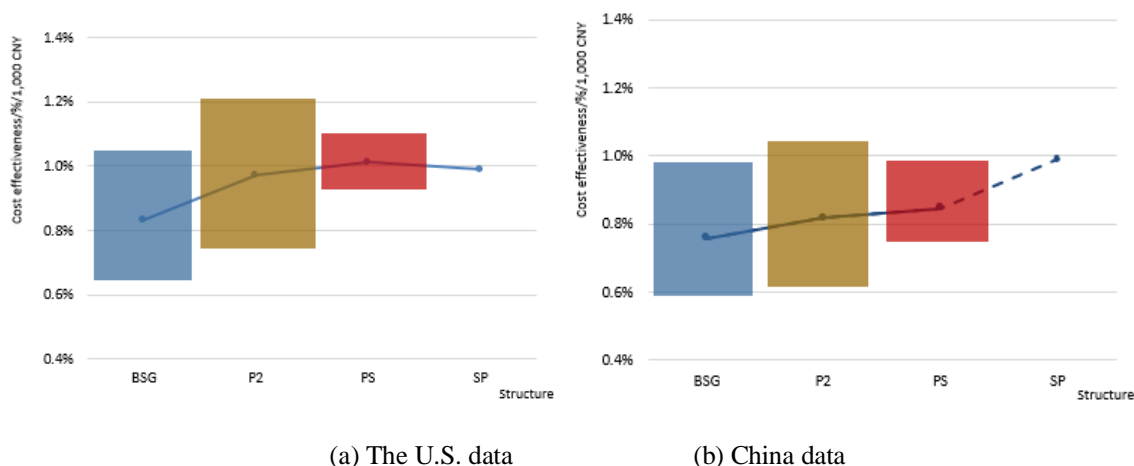 Cost effectiveness/%/1,000 CNY
1.4%
1.2%
1.0%
0.8%
0.6%
0.4%
BSG
P2
PS
SP
Structure
Cost effectiveness/%/1,000 CNY
1.4%
1.2%
1.0%
0.8%
0.6%
0.4%
BSG
P2
PS
SP
Structure
(a) The U.S. data
(b) China data